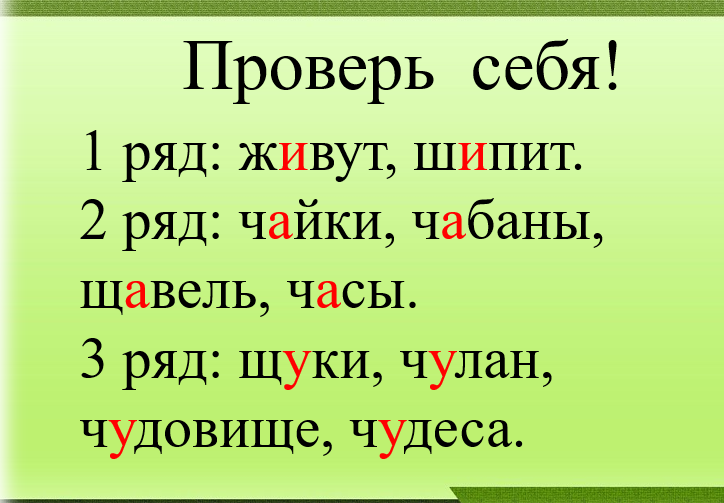 Проверь себя!
1 ряд: живут, шипит.
2 ряд: чайки, чабаны,
щавель, часы.
3 ряд: щуки, чулан,
чудовище, чудеса.